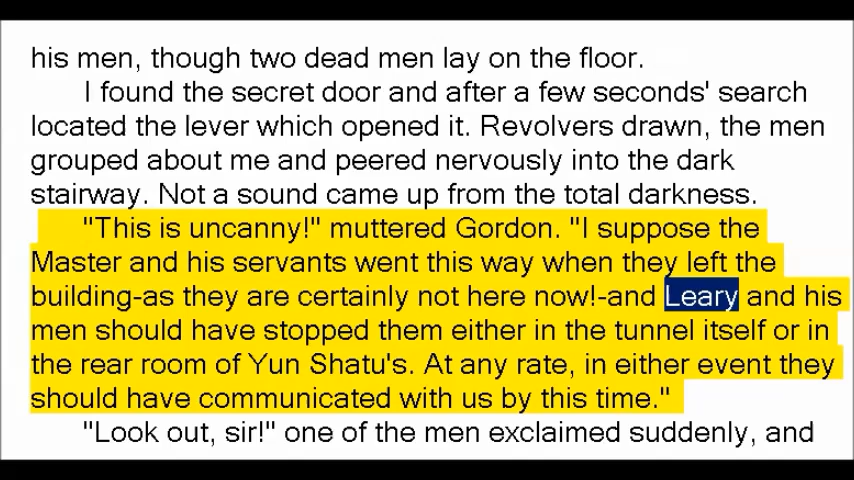 his men, though two dead men lay on the floor.
I found the secret door and after a few seconds' search
located the lever which opened it. Revolvers drawn, the men
grouped about me and peered nervously into the dark
stairway. Not a sound came up from the total darkness.
"This is uncanny!" muttered Gordon. "I suppose the
Master and his servants went this way when they left the
building-as they are certainly not here now!-and Leary and his
men should have stopped them either in the tunnel itself or in
the rear room of Yun Shatu's. At any rate, in either event they
should have communicated with us by this time."
"Look out, sir!" one of the men exclaimed suddenly, and